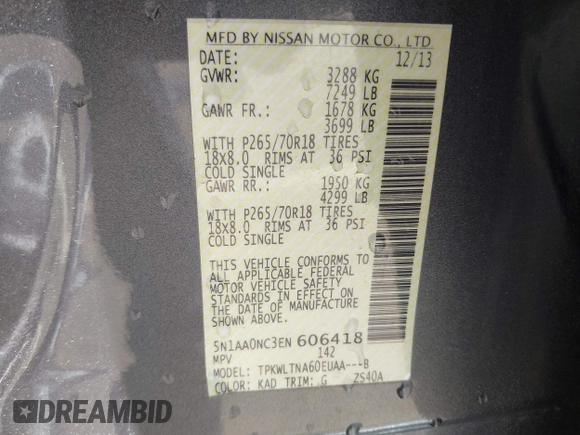 MFD BY NISSAN MOTOR CO., LTD
DATE: 12/13
GVWR: 3288 KG
7249 LB
GAWR FR.: 1678 KG
3699 LB
WITH P265/70R18 TIRES
18x8.0 RIMS AT 36 PSI
COLD SINGLE
GAWR RR.: 1950 KG
4299 LB
WITH P265/70R18 TIRES
18x8.0 RIMS AT 36 PSI
COLD SINGLE
THIS VEHICLE CONFORMS TO
ALL APPLICABLE FEDERAL
MOTOR VEHICLE SAFETY
STANDARDS IN EFFECT ON
THE DATE OF MANUFACTURE
SHOWN ABOVE.
5N1AA0NC3EN 606418
MPV 142
MODEL: TPKWLTNA60EUAA---B
COLOR: KAD TRIM: G ZS40A
DREAMBID